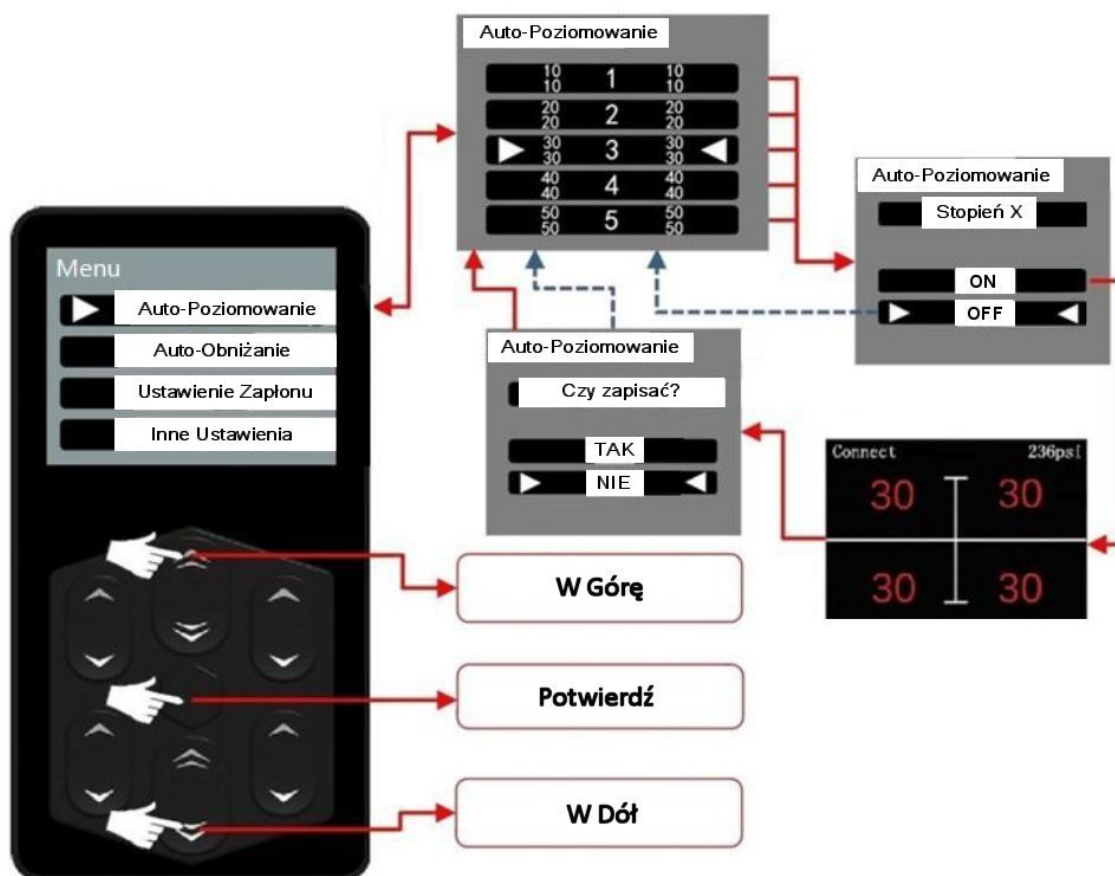 Auto-Poziomowanie
10 10
1
10 10
20 20
2
20 20
30 30
3
30 30
40 40
4
40 40
50 50
5
50 50
Auto-Poziomowanie
Stopień X
ON
OFF
Menu
Auto-Poziomowanie
Auto-Obniżanie
Ustawienie Zapłonu
Inne Ustawienia
Auto-Poziomowanie
Czy zapisać?
TAK
NIE
Connect 236psi
30 30
30 30
W Górę
Potwierdź
W Dół